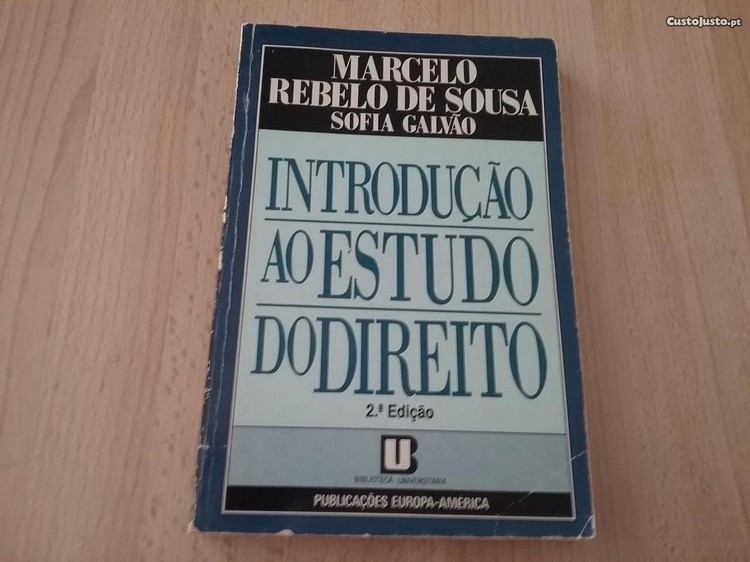 CustoJusto.pt
MARCELO
REBELO DE SOUSA
SOFIA GALVÃO
INTRODUÇÃO
AO ESTUDO
DO DIREITO
2.ª Edição
BU
BIBLIOTECA UNIVERSITÁRIA
PUBLICAÇÕES EUROPA-AMÉRICA